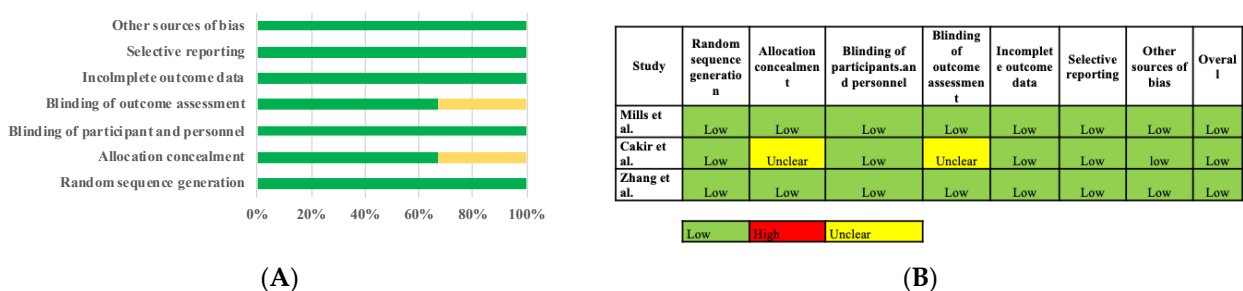 Other sources of bias
Selective reporting
Incolmplete outcome data
Blinding of outcome assessment
Blinding of participant and personnel
Allocation concealment
Random sequence generation
0% 20% 40% 60% 80% 100%
(A)
Study
Random
sequence
generatio
n
Allocation
concealmen
t
Blinding of
participants.an
d personnel
Blinding
of
outcome
assessmen
t
Incomplet
e outcome
data
Selective
reporting
Other
sources of
bias
Overal
l
Mills et
al.
Low Low Low Low Low Low Low Low
Cakir et
al.
Low Unclear Low Unclear Low Low low Low
Zhang et
al.
Low Low Low Low Low Low Low Low
Low High Unclear
(B)